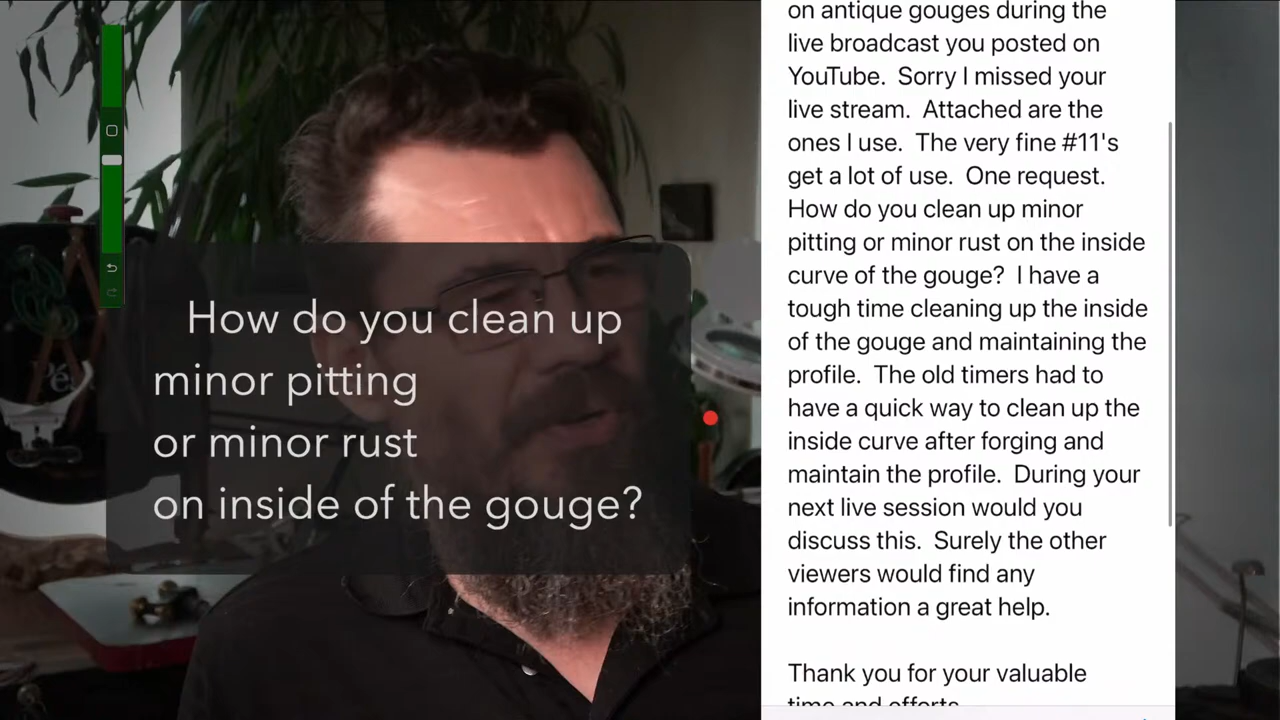 How do you clean up
minor pitting
or minor rust
on inside of the gouge?
on antique gouges during the
live broadcast you posted on
YouTube. Sorry I missed your
live stream. Attached are the
ones I use. The very fine #11's
get a lot of use. One request.
How do you clean up minor
pitting or minor rust on the inside
curve of the gouge? I have a
tough time cleaning up the inside
of the gouge and maintaining the
profile. The old timers had to
have a quick way to clean up the
inside curve after forging and
maintain the profile. During your
next live session would you
discuss this. Surely the other
viewers would find any
information a great help.
Thank you for your valuable
time and efforts